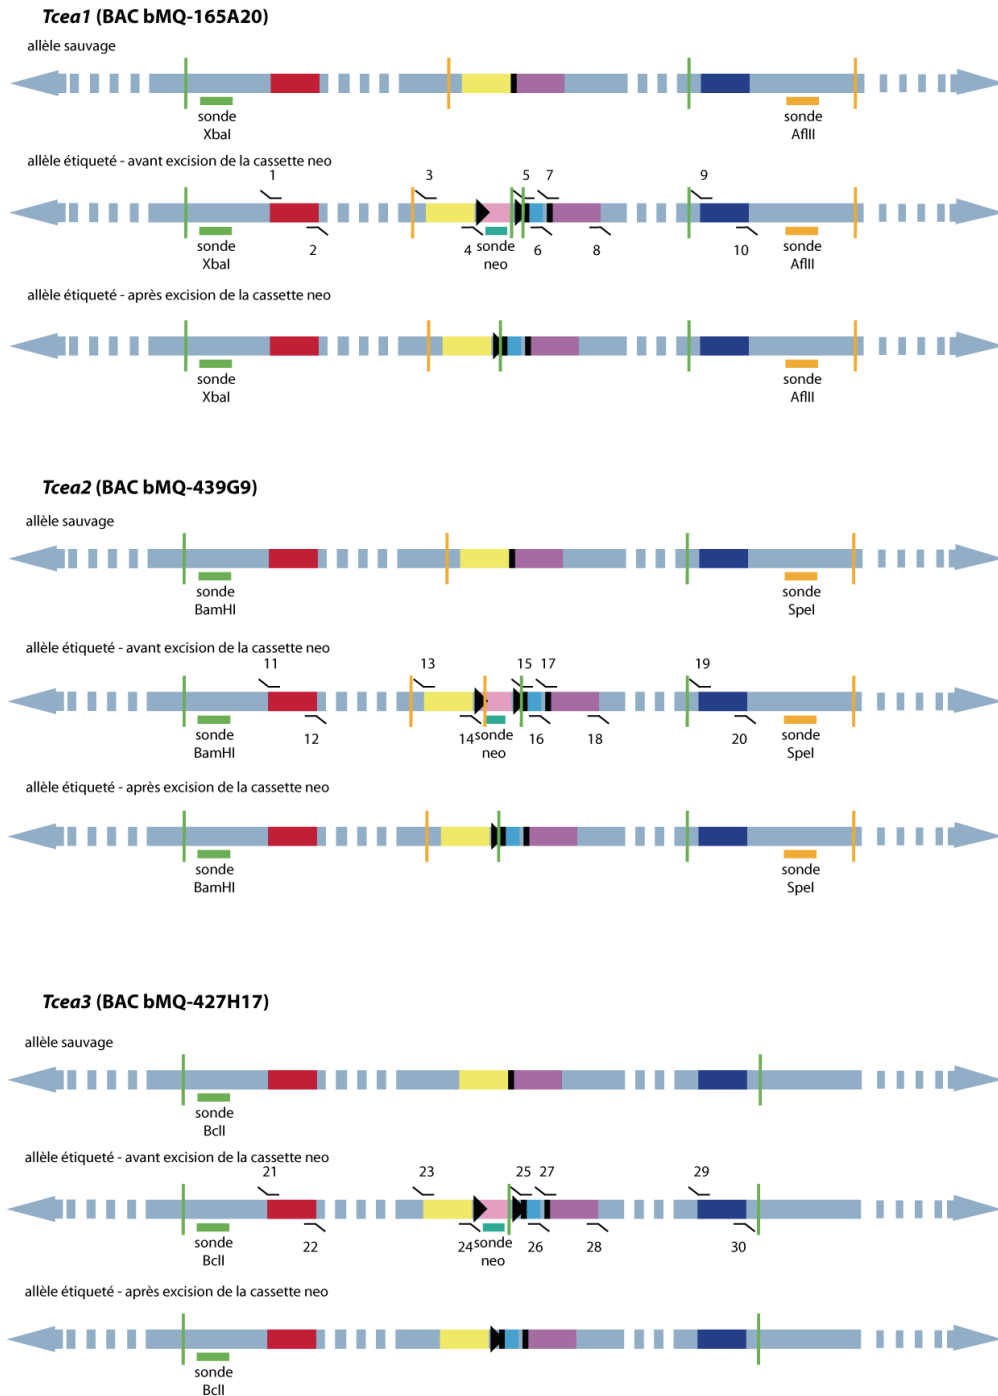 Tcea1 (BAC bMQ-165A20)
allèle sauvage
sonde
XbaI
sonde
AflII
allèle étiqueté - avant excision de la cassette neo
1
3
5
7
9
2
4
6
8
10
sonde
XbaI
sonde
neo
sonde
AflII
allèle étiqueté - après excision de la cassette neo
sonde
XbaI
sonde
AflII
Tcea2 (BAC bMQ-439G9)
allèle sauvage
sonde
BamHI
sonde
SpeI
allèle étiqueté - avant excision de la cassette neo
11
13
15
17
19
12
14
16
18
20
sonde
BamHI
sonde
neo
sonde
SpeI
allèle étiqueté - après excision de la cassette neo
sonde
BamHI
sonde
SpeI
Tcea3 (BAC bMQ-427H17)
allèle sauvage
sonde
BclI
allèle étiqueté - avant excision de la cassette neo
21
23
25
27
29
22
24
26
28
30
sonde
BclI
sonde
neo
allèle étiqueté - après excision de la cassette neo
sonde
BclI